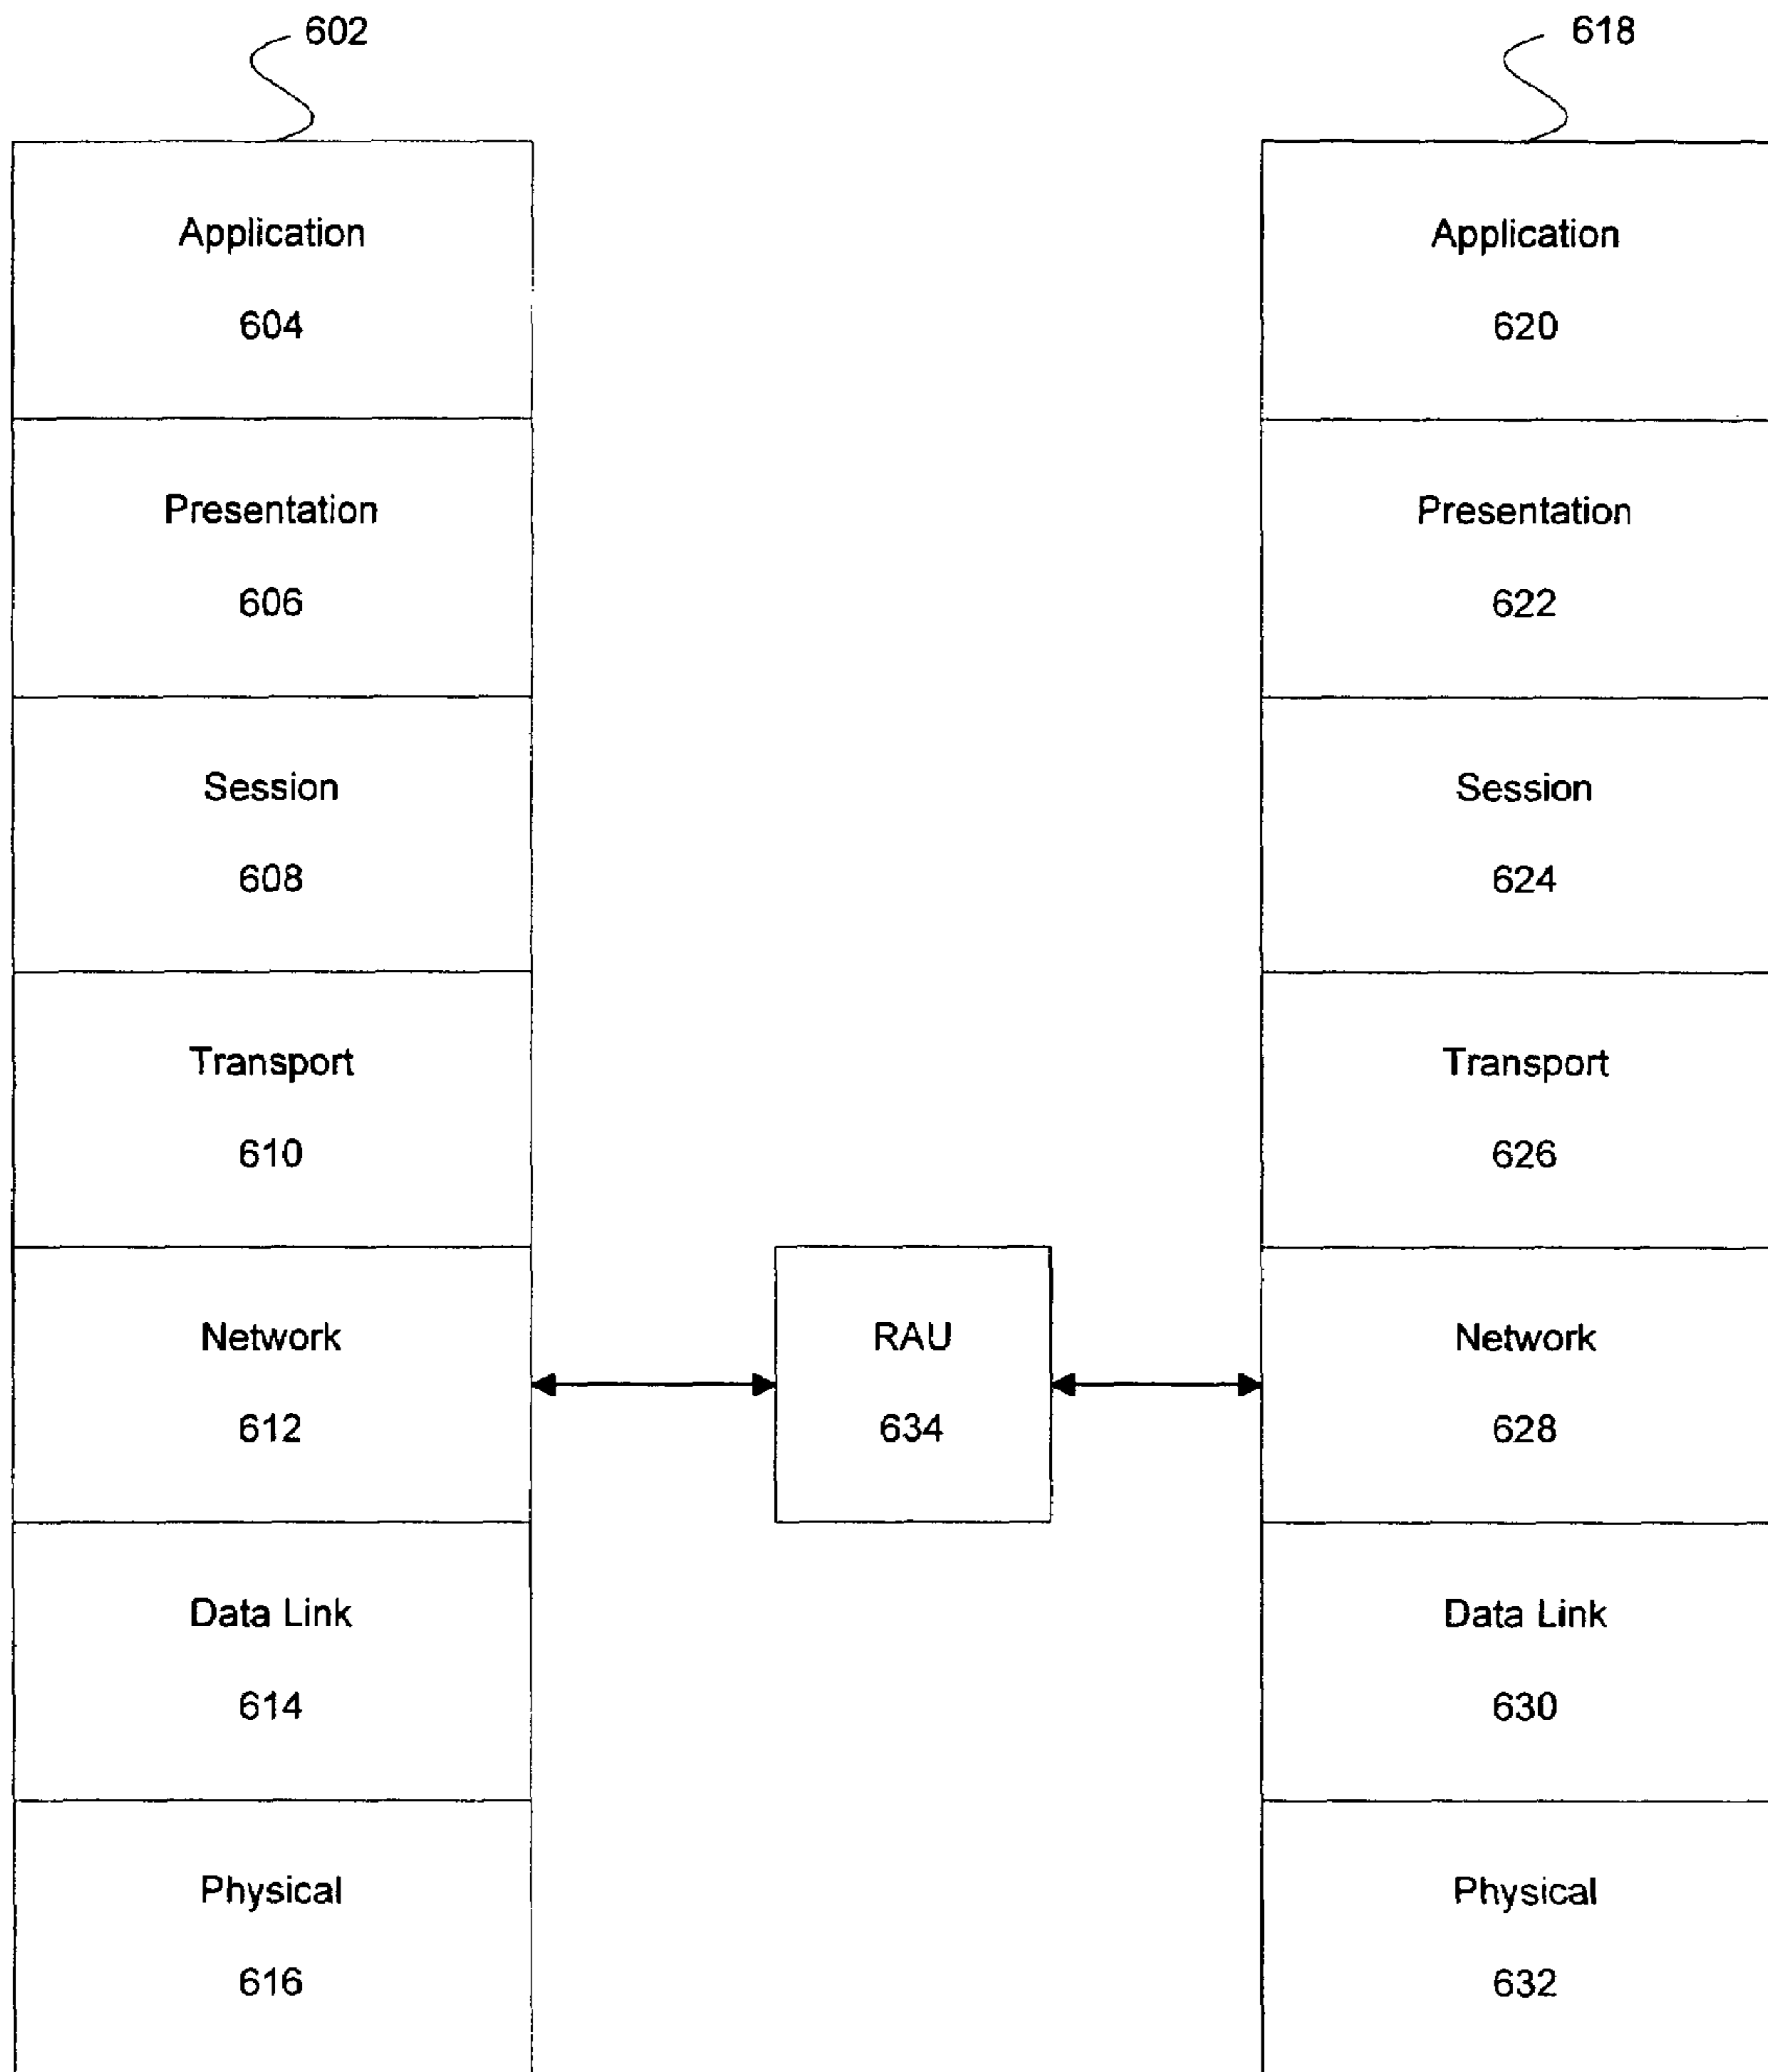 602
618
Application
604
Presentation
606
Session
608
Transport
610
Network
612
Data Link
614
Physical
616
RAU
634
Application
620
Presentation
622
Session
624
Transport
626
Network
628
Data Link
630
Physical
632